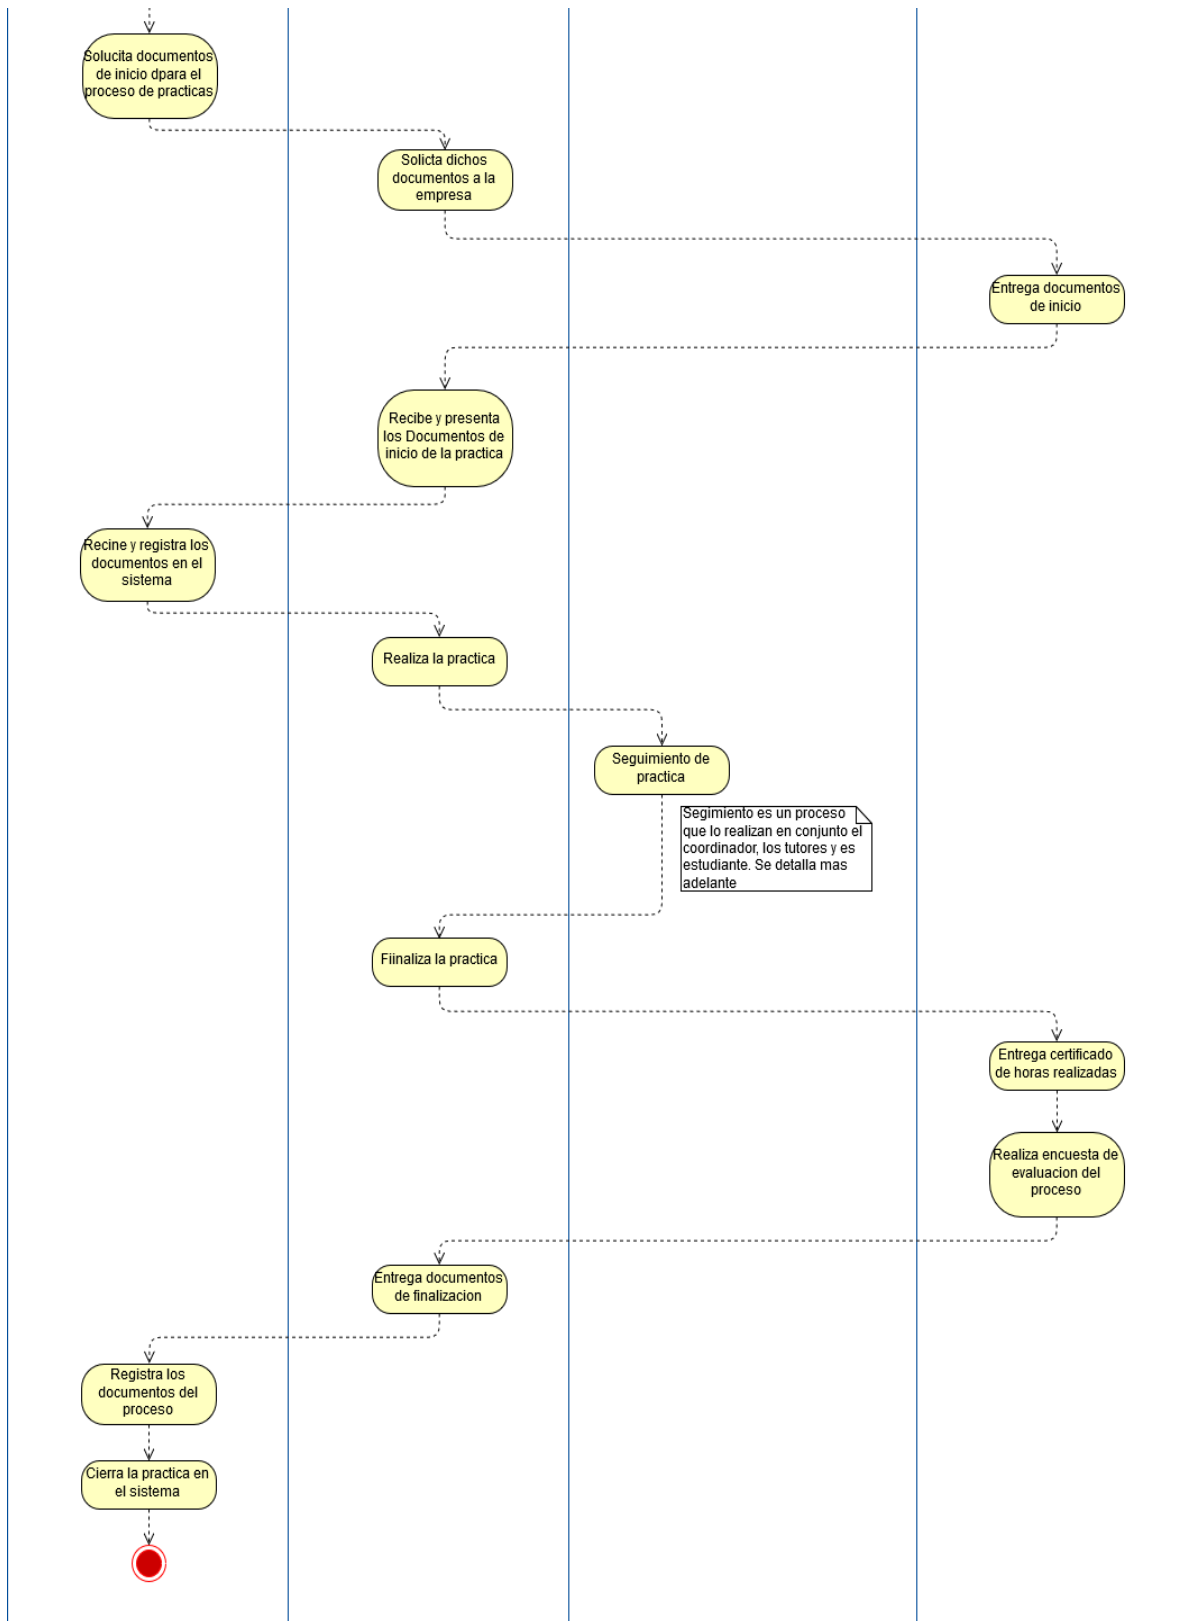 Solucita documentos
de inicio dpara el
proceso de practicas
Solicta dichos
documentos a la
empresa
Entrega documentos
de inicio
Recibe y presenta
los Documentos de
inicio de la practica
Recine y registra los
documentos en el
sistema
Realiza la practica
Seguimiento de
practica
Segimiento es un proceso
que lo realizan en conjunto el
coordinador, los tutores y es
estudiante. Se detalla mas
adelante
Fiinaliza la practica
Entrega certificado
de horas realizadas
Realiza encuesta de
evaluacion del
proceso
Entrega documentos
de finalizacion
Registra los
documentos del
proceso
Cierra la practica en
el sistema